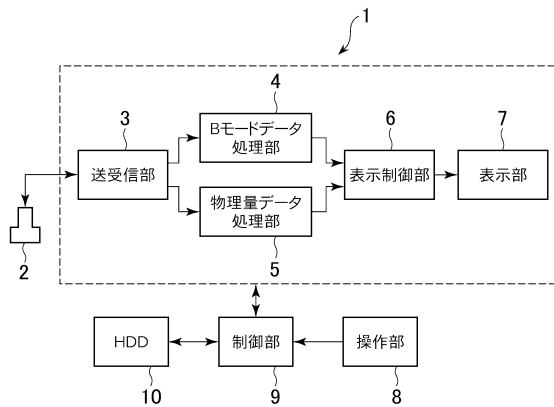 1
4
Bモードデータ
処理部
3
送受信部
6
表示制御部
7
表示部
物理量データ
処理部
5
2
HDD
10
制御部
9
操作部
8